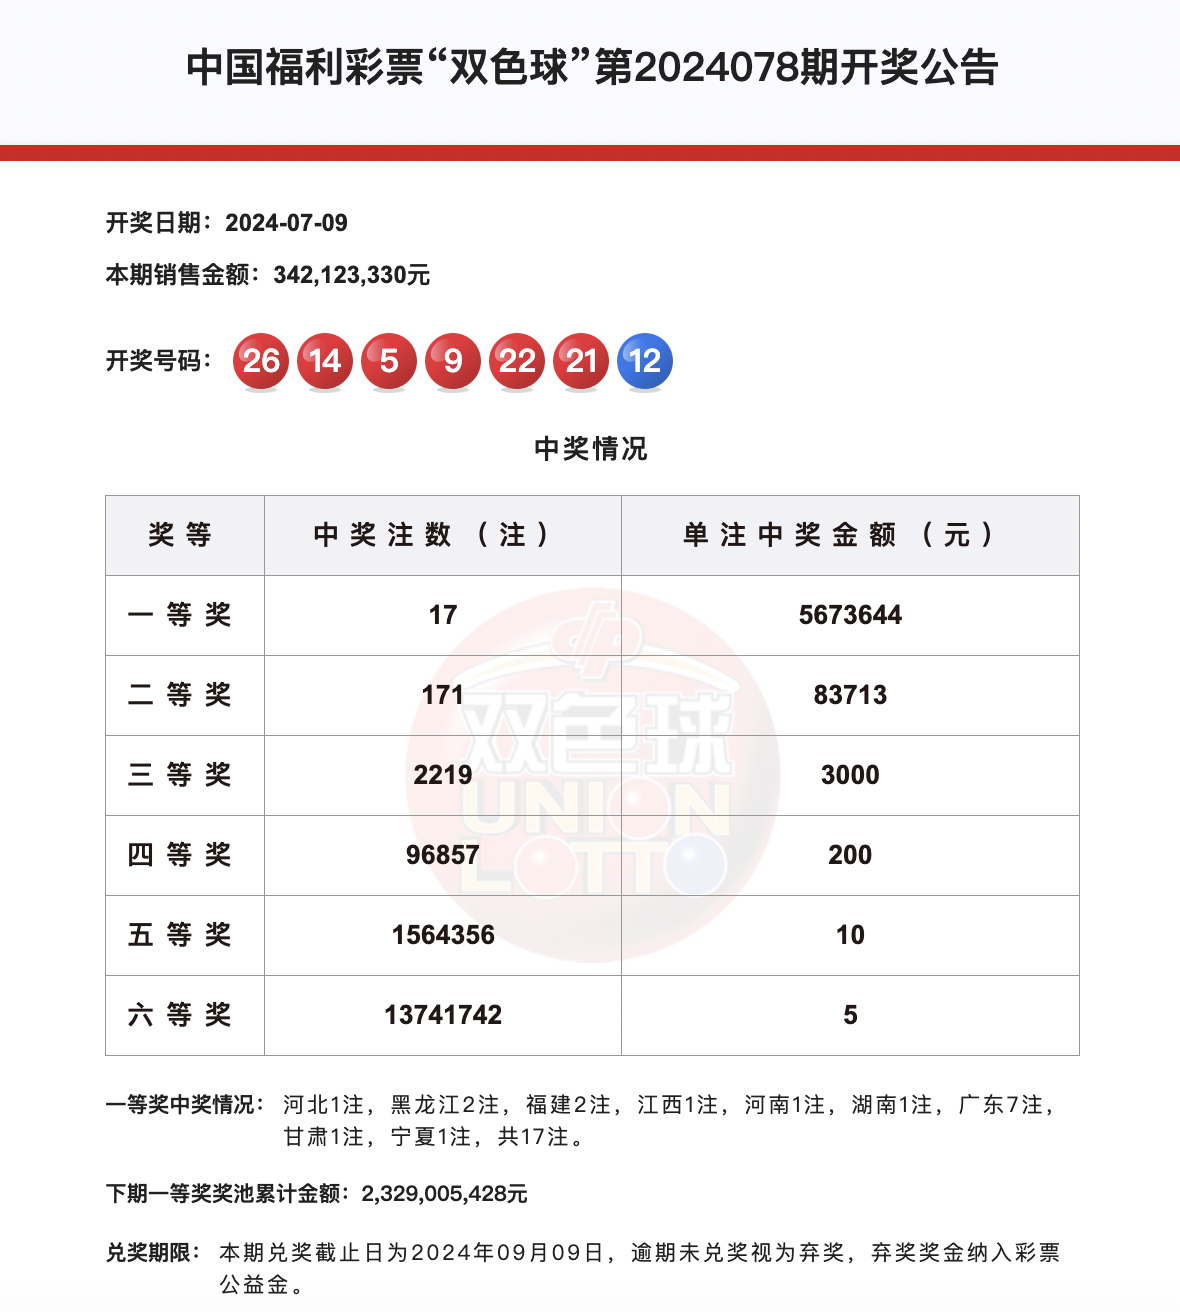 中国福利彩票“双色球”第2024078期开奖公告
开奖日期：2024-07-09
本期销售金额：342,123,330元
开奖号码： 26 14 5 9 22 21 12
中奖情况
奖等 中奖注数（注） 单注中奖金额（元）
一等奖 17 5673644
二等奖 171 83713
三等奖 2219 3000
四等奖 96857 200
五等奖 1564356 10
六等奖 13741742 5
双色球
UNION
LOTTO
一等奖中奖情况： 河北1注，黑龙江2注，福建2注，江西1注，河南1注，湖南1注，广东7注，
甘肃1注，宁夏1注，共17注。
下期一等奖奖池累计金额：2,329,005,428元
兑奖期限： 本期兑奖截止日为2024年09月09日，逾期未兑奖视为弃奖，弃奖奖金纳入彩票
公益金。